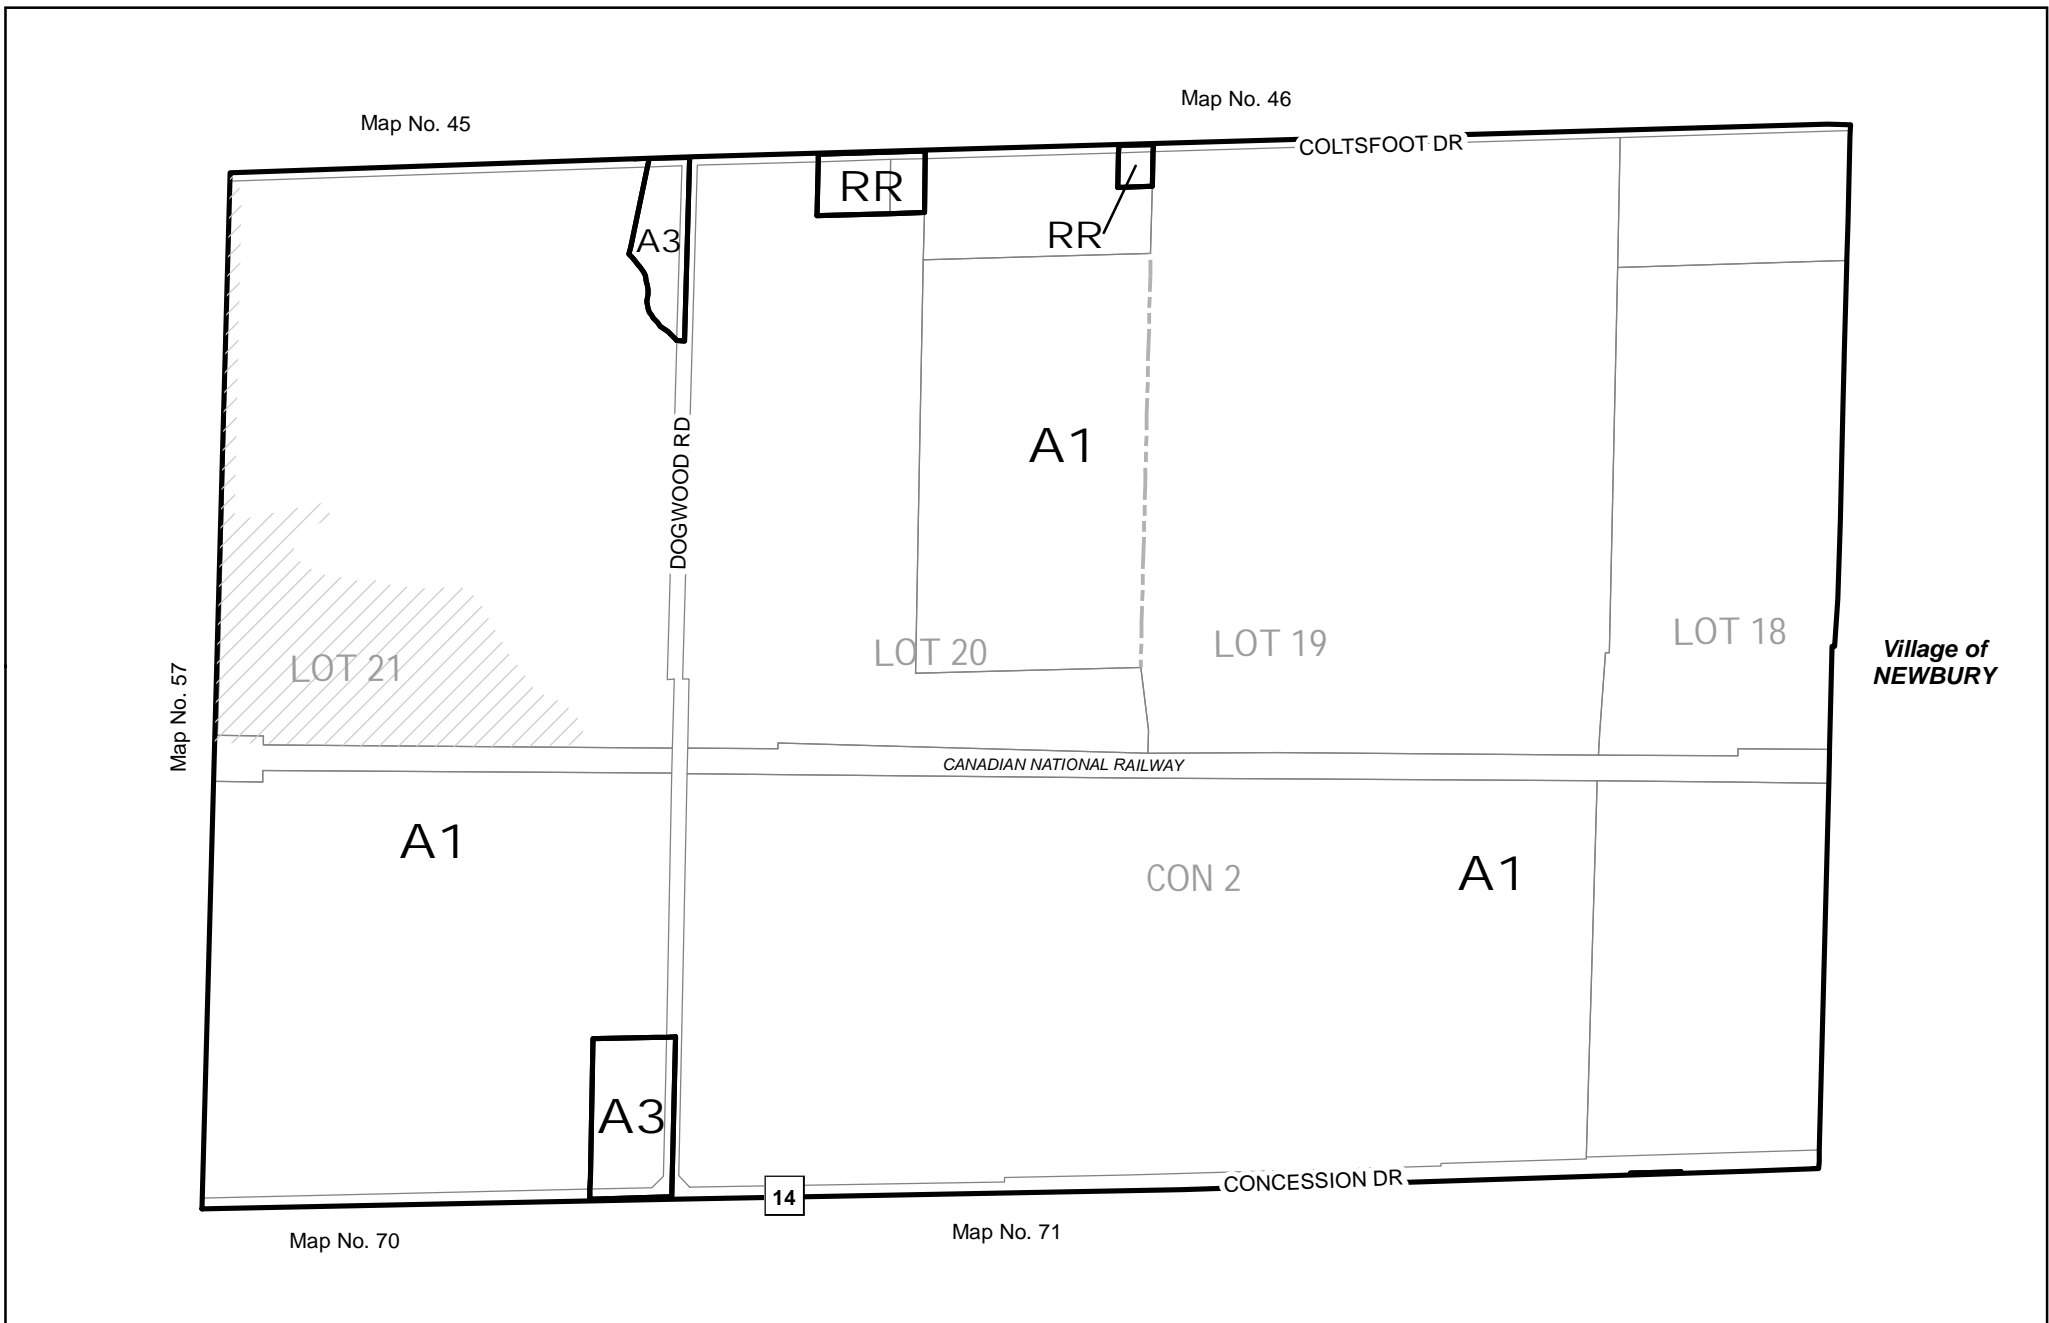 Map No. 46
Map No. 45
COLTSFOOT DR
RR
RR
A3
A1
DOGWOOD RD
LOT 18
LOT 19
LOT 20
LOT 21
Village of
NEWBURY
Map No. 57
CANADIAN NATIONAL RAILWAY
A1
A1
CON 2
A3
CONCESSION DR
14
Map No. 71
Map No. 70